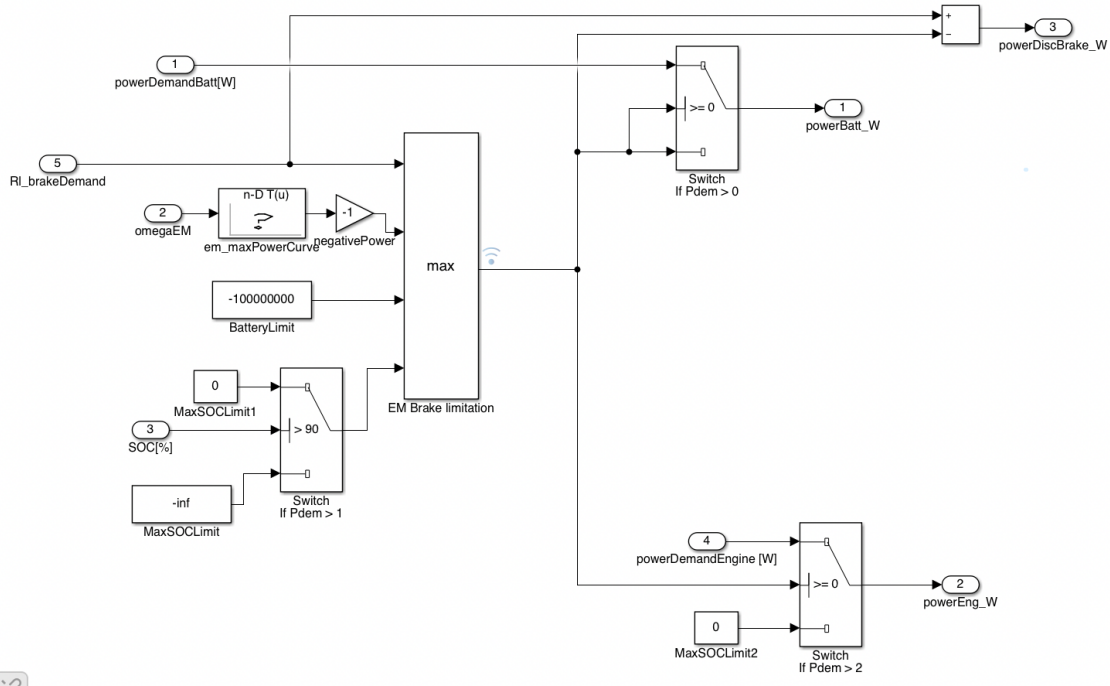 +
−
3
powerDiscBrake_W
1
powerDemandBatt[W]
>= 0
1
powerBatt_W
Switch
If Pdem > 0
5
RI_brakeDemand
n-D T(u)
2
omegaEM
?
em_maxPowerCurve
-1
negativePower
max
-100000000
BatteryLimit
EM Brake limitation
0
MaxSOCLimit1
3
SOC[%]
> 90
-inf
MaxSOCLimit
Switch
If Pdem > 1
4
powerDemandEngine [W]
>= 0
2
powerEng_W
0
MaxSOCLimit2
Switch
If Pdem > 2